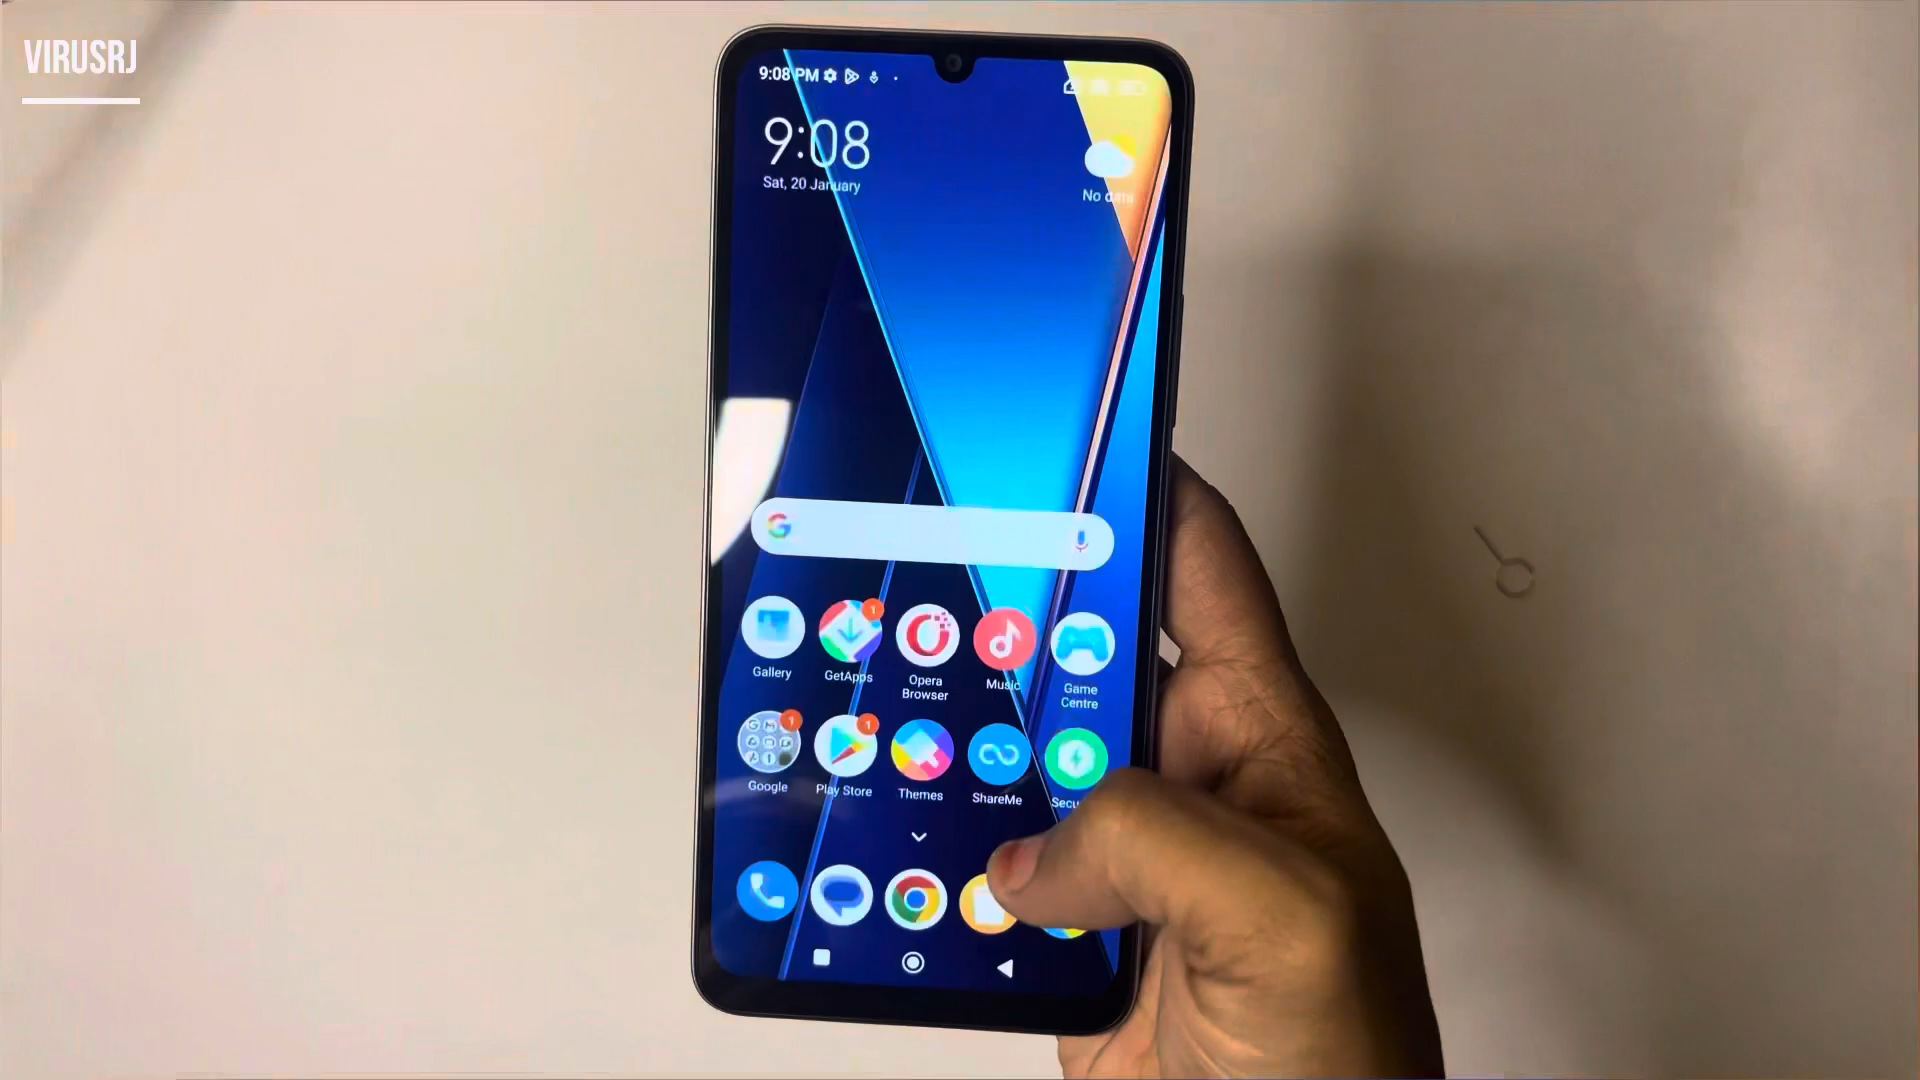 VIRUSRJ
9:08 PM
9:08
Sat, 20 January
No data
Gallery
GetApps
Opera
Browser
Music
Game
Centre
Google
Play Store
Themes
ShareMe
Secu